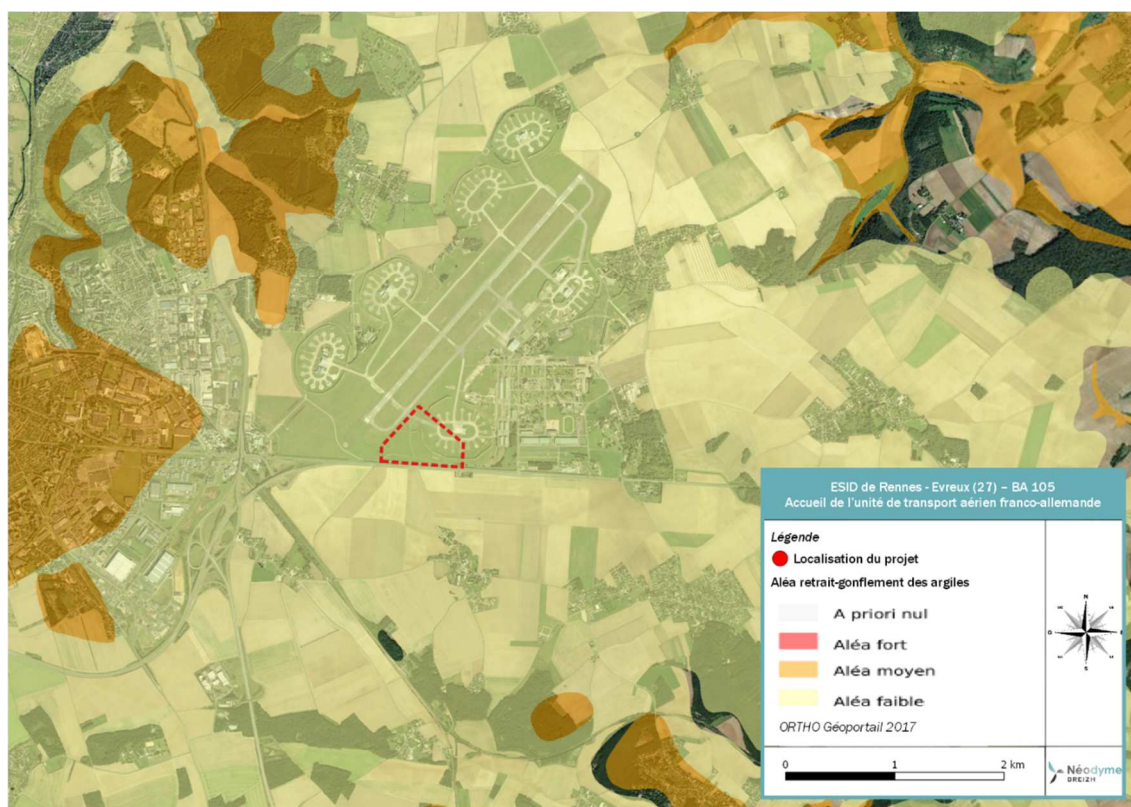 ESID de Rennes - Evreux (27) – BA 105
Accueil de l'unité de transport aérien franco-allemande
Légende
Localisation du projet
Aléa retrait-gonflement des argiles
A priori nul
Aléa fort
Aléa moyen
Aléa faible
ORTHO Géoportail 2017
N
S
0 1 2 km
Néodyme
BREIZH